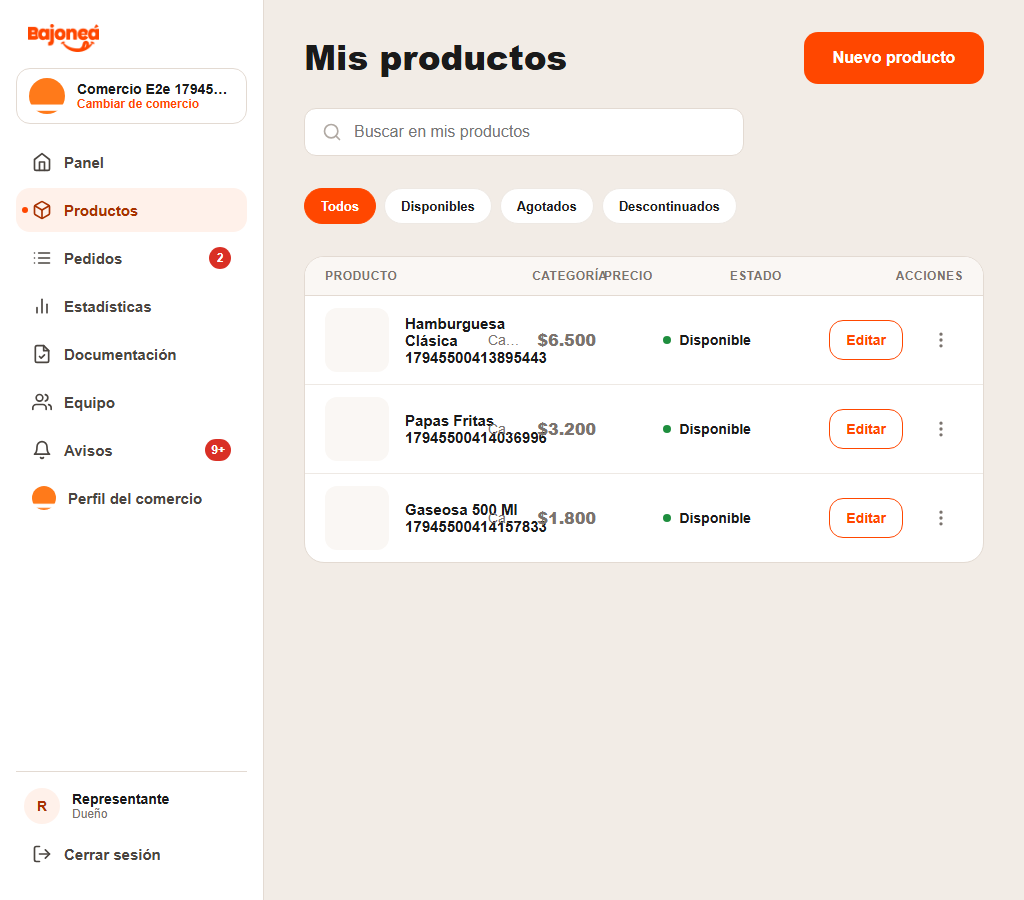 Bajoneá
Comercio E2e 17945...
Cambiar de comercio
Panel
Productos
Pedidos 2
Estadísticas
Documentación
Equipo
Avisos 9+
Perfil del comercio
Representante
R
Dueño
Cerrar sesión
Mis productos
Nuevo producto
Buscar en mis productos
Todos Disponibles Agotados Descontinuados
PRODUCTO CATEGORÍA PRECIO ESTADO ACCIONES
Hamburguesa
Clásica Ca... $6.500 Disponible Editar
17945500413895443
Papas Fritas
Ca... $3.200 Disponible Editar
17945500414036996
Gaseosa 500 Ml
Ca... $1.800 Disponible Editar
17945500414157833